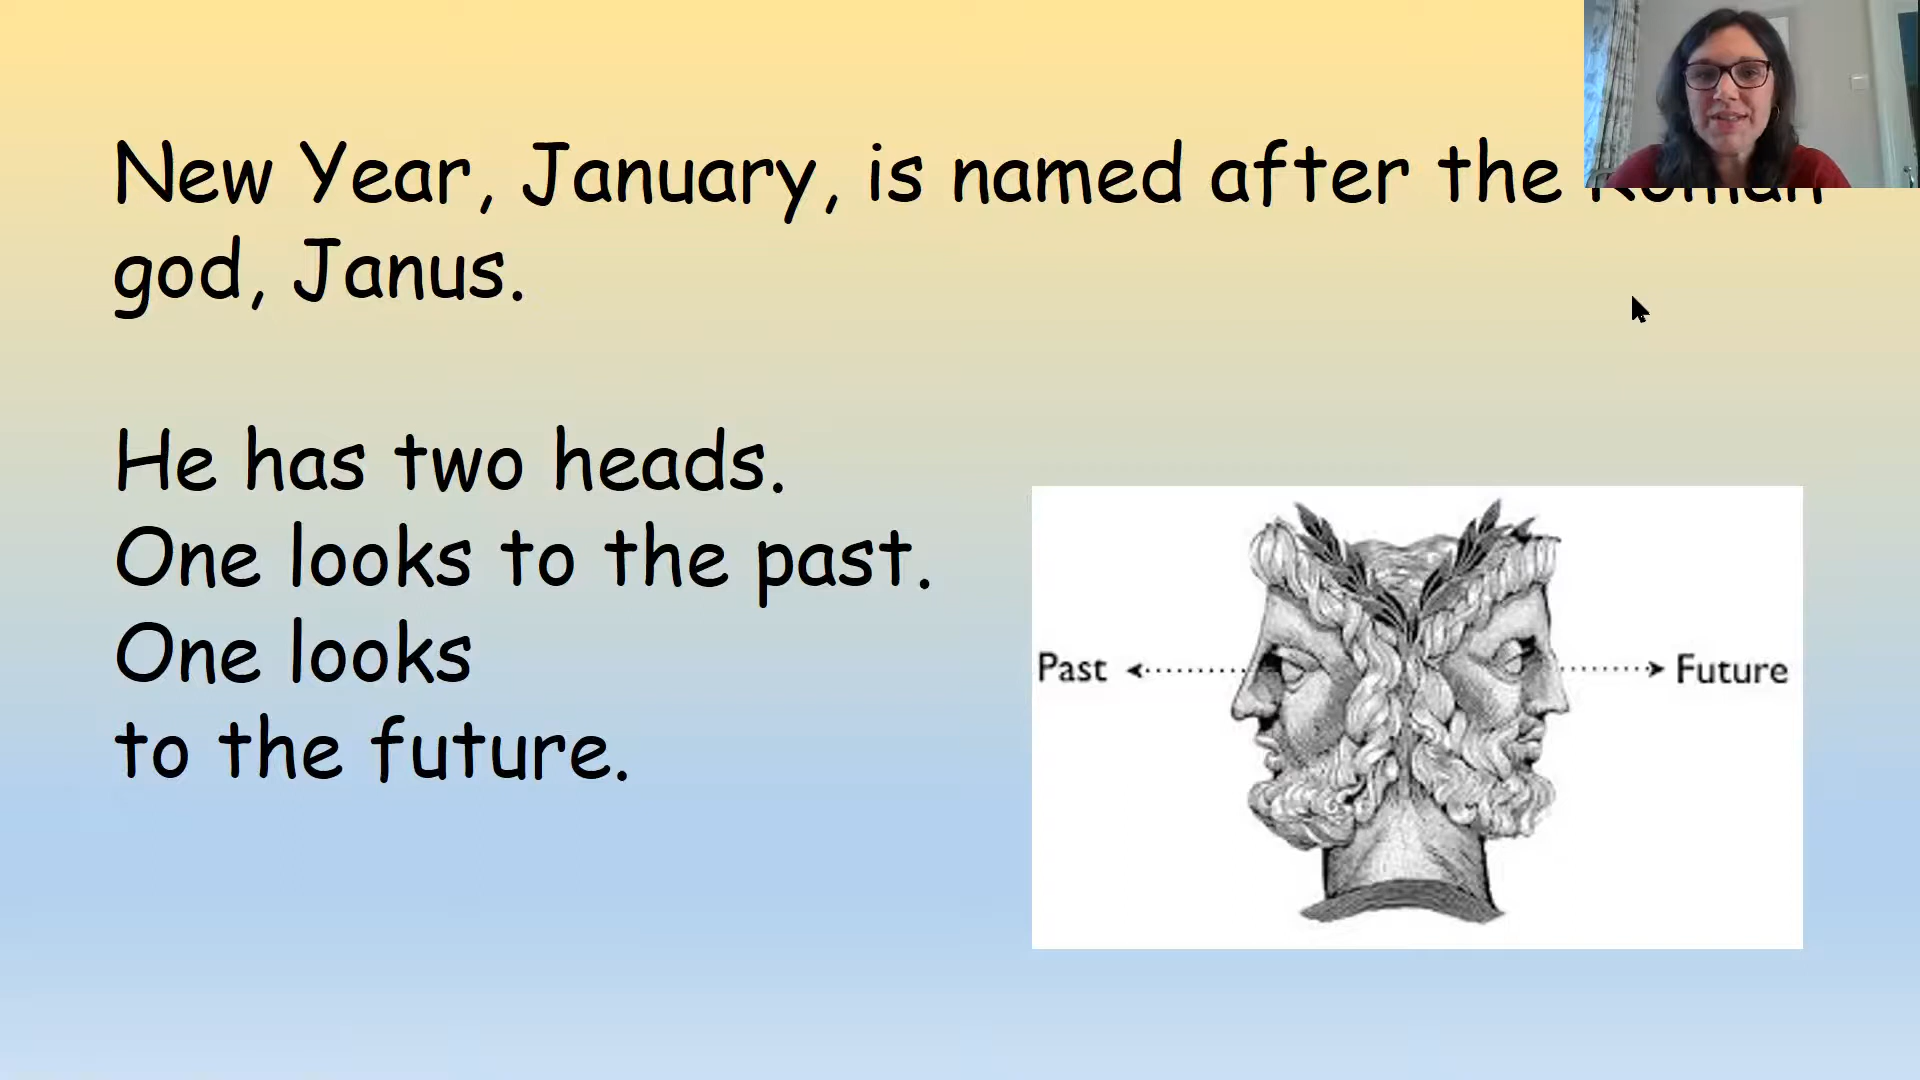 New Year, January, is named after the Roman
god, Janus.
He has two heads.
One looks to the past.
One looks
to the future.
Past
Future